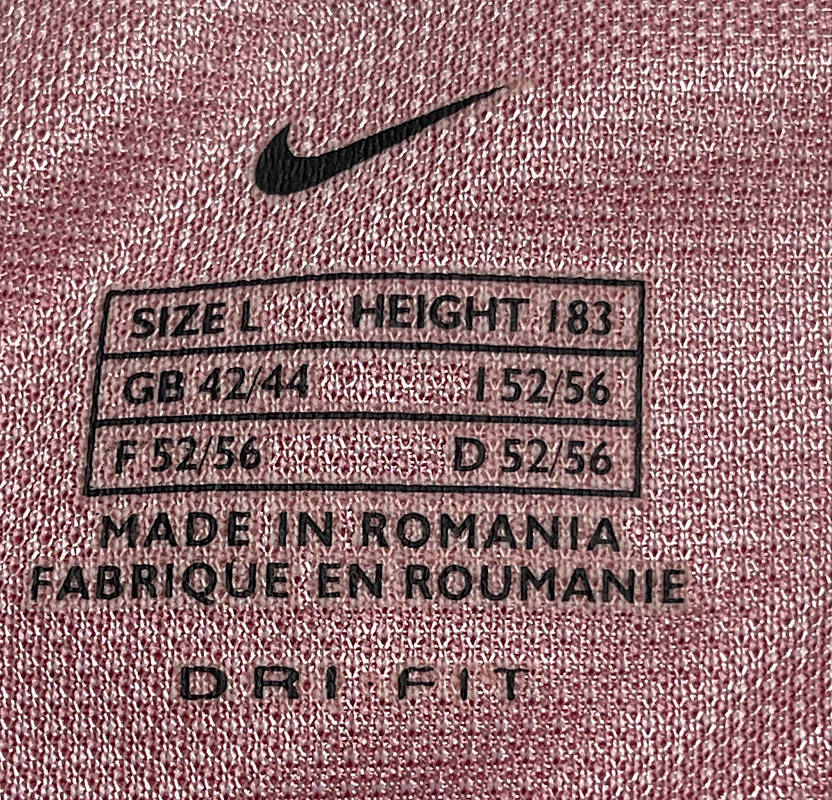 SIZE L HEIGHT 183
GB 42/44 I 52/56
F 52/56 D 52/56
MADE IN ROMANIA
FABRIQUE EN ROUMANIE
DRI·FIT